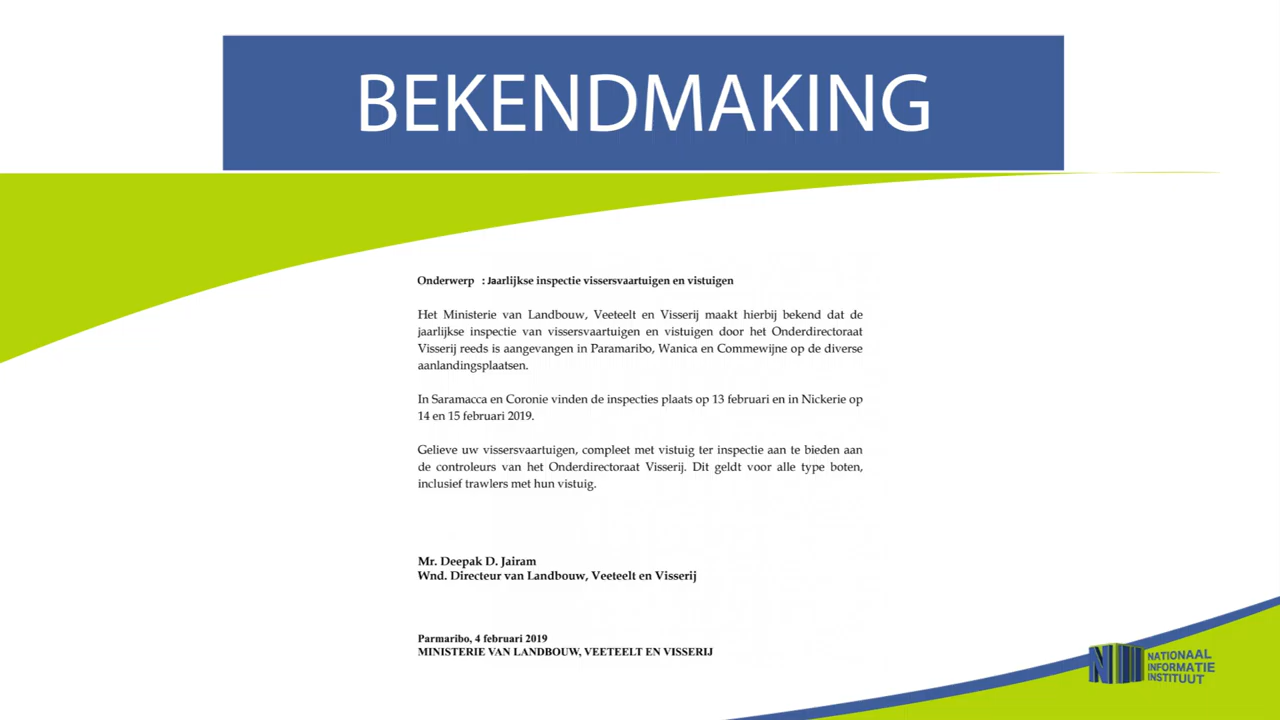 BEKENDMAKING
Onderwerp : Jaarlijkse inspectie vissersvaartuigen en vistuigen
Het Ministerie van Landbouw, Veeteelt en Visserij maakt hierbij bekend dat de
jaarlijkse inspectie van vissersvaartuigen en vistuigen door het Onderdirectoraat
Visserij reeds is aangevangen in Paramaribo, Wanica en Commewijne op de diverse
aanlandingsplaatsen.
In Saramacca en Coronie vinden de inspecties plaats op 13 februari en in Nickerie op
14 en 15 februari 2019.
Gelieve uw vissersvaartuigen, compleet met vistuig ter inspectie aan te bieden aan
de controleurs van het Onderdirectoraat Visserij. Dit geldt voor alle type boten,
inclusief trawlers met hun vistuig.
Mr. Deepak D. Jairam
Wnd. Directeur van Landbouw, Veeteelt en Visserij
Parmaribo, 4 februari 2019
MINISTERIE VAN LANDBOUW, VEETEELT EN VISSERIJ
NII
NATIONAAL
INFORMATIE
INSTITUUT